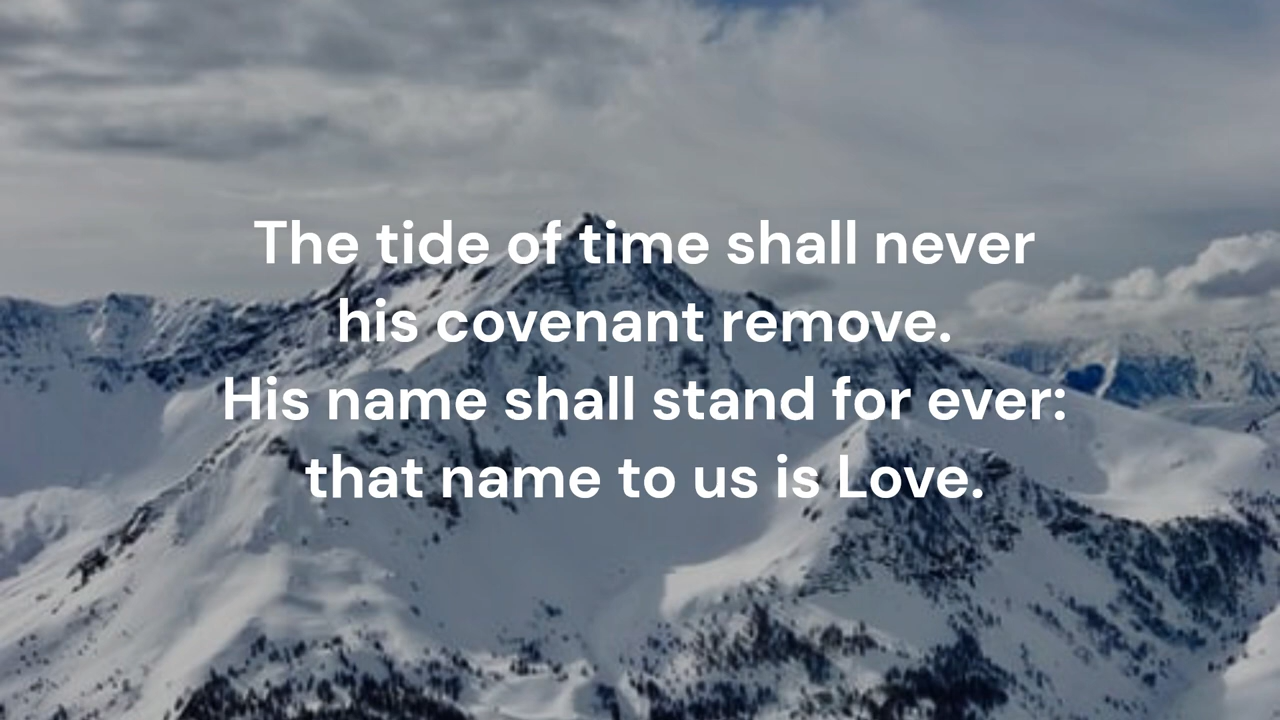 The tide of time shall never
his covenant remove.
His name shall stand for ever:
that name to us is Love.